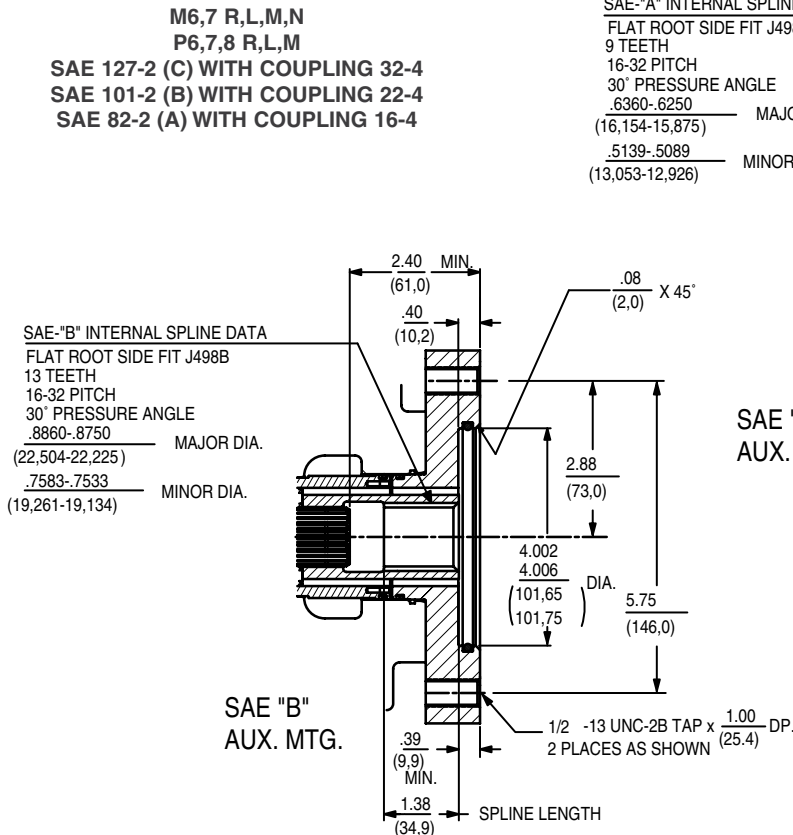 M6,7 R,L,M,N
P6,7,8 R,L,M
SAE 127-2 (C) WITH COUPLING 32-4
SAE 101-2 (B) WITH COUPLING 22-4
SAE 82-2 (A) WITH COUPLING 16-4
SAE-"A" INTERNAL SPLINE
FLAT ROOT SIDE FIT J498
9 TEETH
16-32 PITCH
30° PRESSURE ANGLE
.6360-.6250
(16,154-15,875)
MAJO
.5139-.5089
(13,053-12,926)
MINOR
2.40 MIN.
(61,0)
.08
(2,0)
X 45°
.40
(10,2)
SAE-"B" INTERNAL SPLINE DATA
FLAT ROOT SIDE FIT J498B
13 TEETH
16-32 PITCH
30° PRESSURE ANGLE
.8860-.8750
(22,504-22,225)
MAJOR DIA.
.7583-.7533
(19,261-19,134)
MINOR DIA.
SAE "
AUX.
2.88
(73,0)
4.002
4.006
(101,65
101,75)
DIA.
5.75
(146,0)
SAE "B"
AUX. MTG.
1/2 -13 UNC-2B TAP x 1.00 DP.
(25.4)
2 PLACES AS SHOWN
.39
(9,9)
MIN.
1.38
(34,9)
SPLINE LENGTH